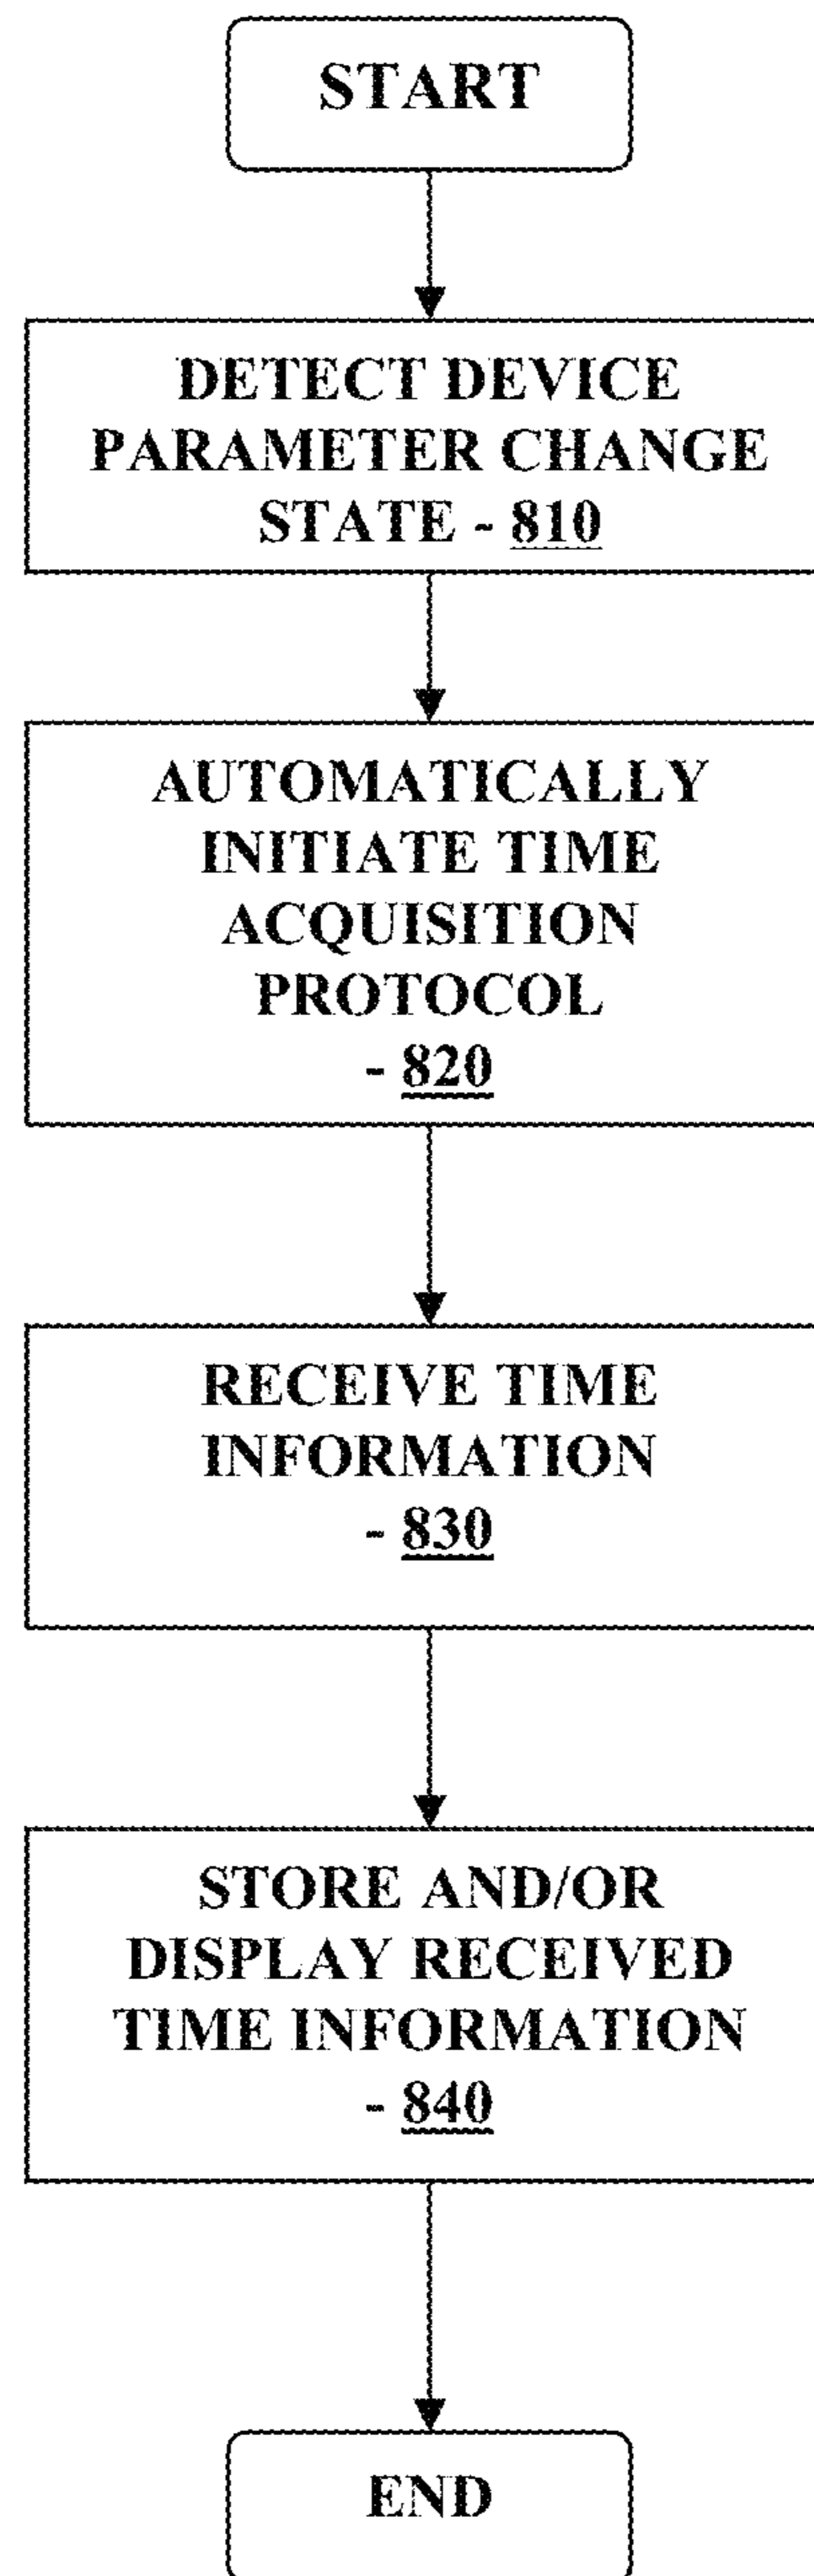 START
DETECT DEVICE
PARAMETER CHANGE
STATE - 810
AUTOMATICALLY
INITIATE TIME
ACQUISITION
PROTOCOL
- 820
RECEIVE TIME
INFORMATION
- 830
STORE AND/OR
DISPLAY RECEIVED
TIME INFORMATION
- 840
END